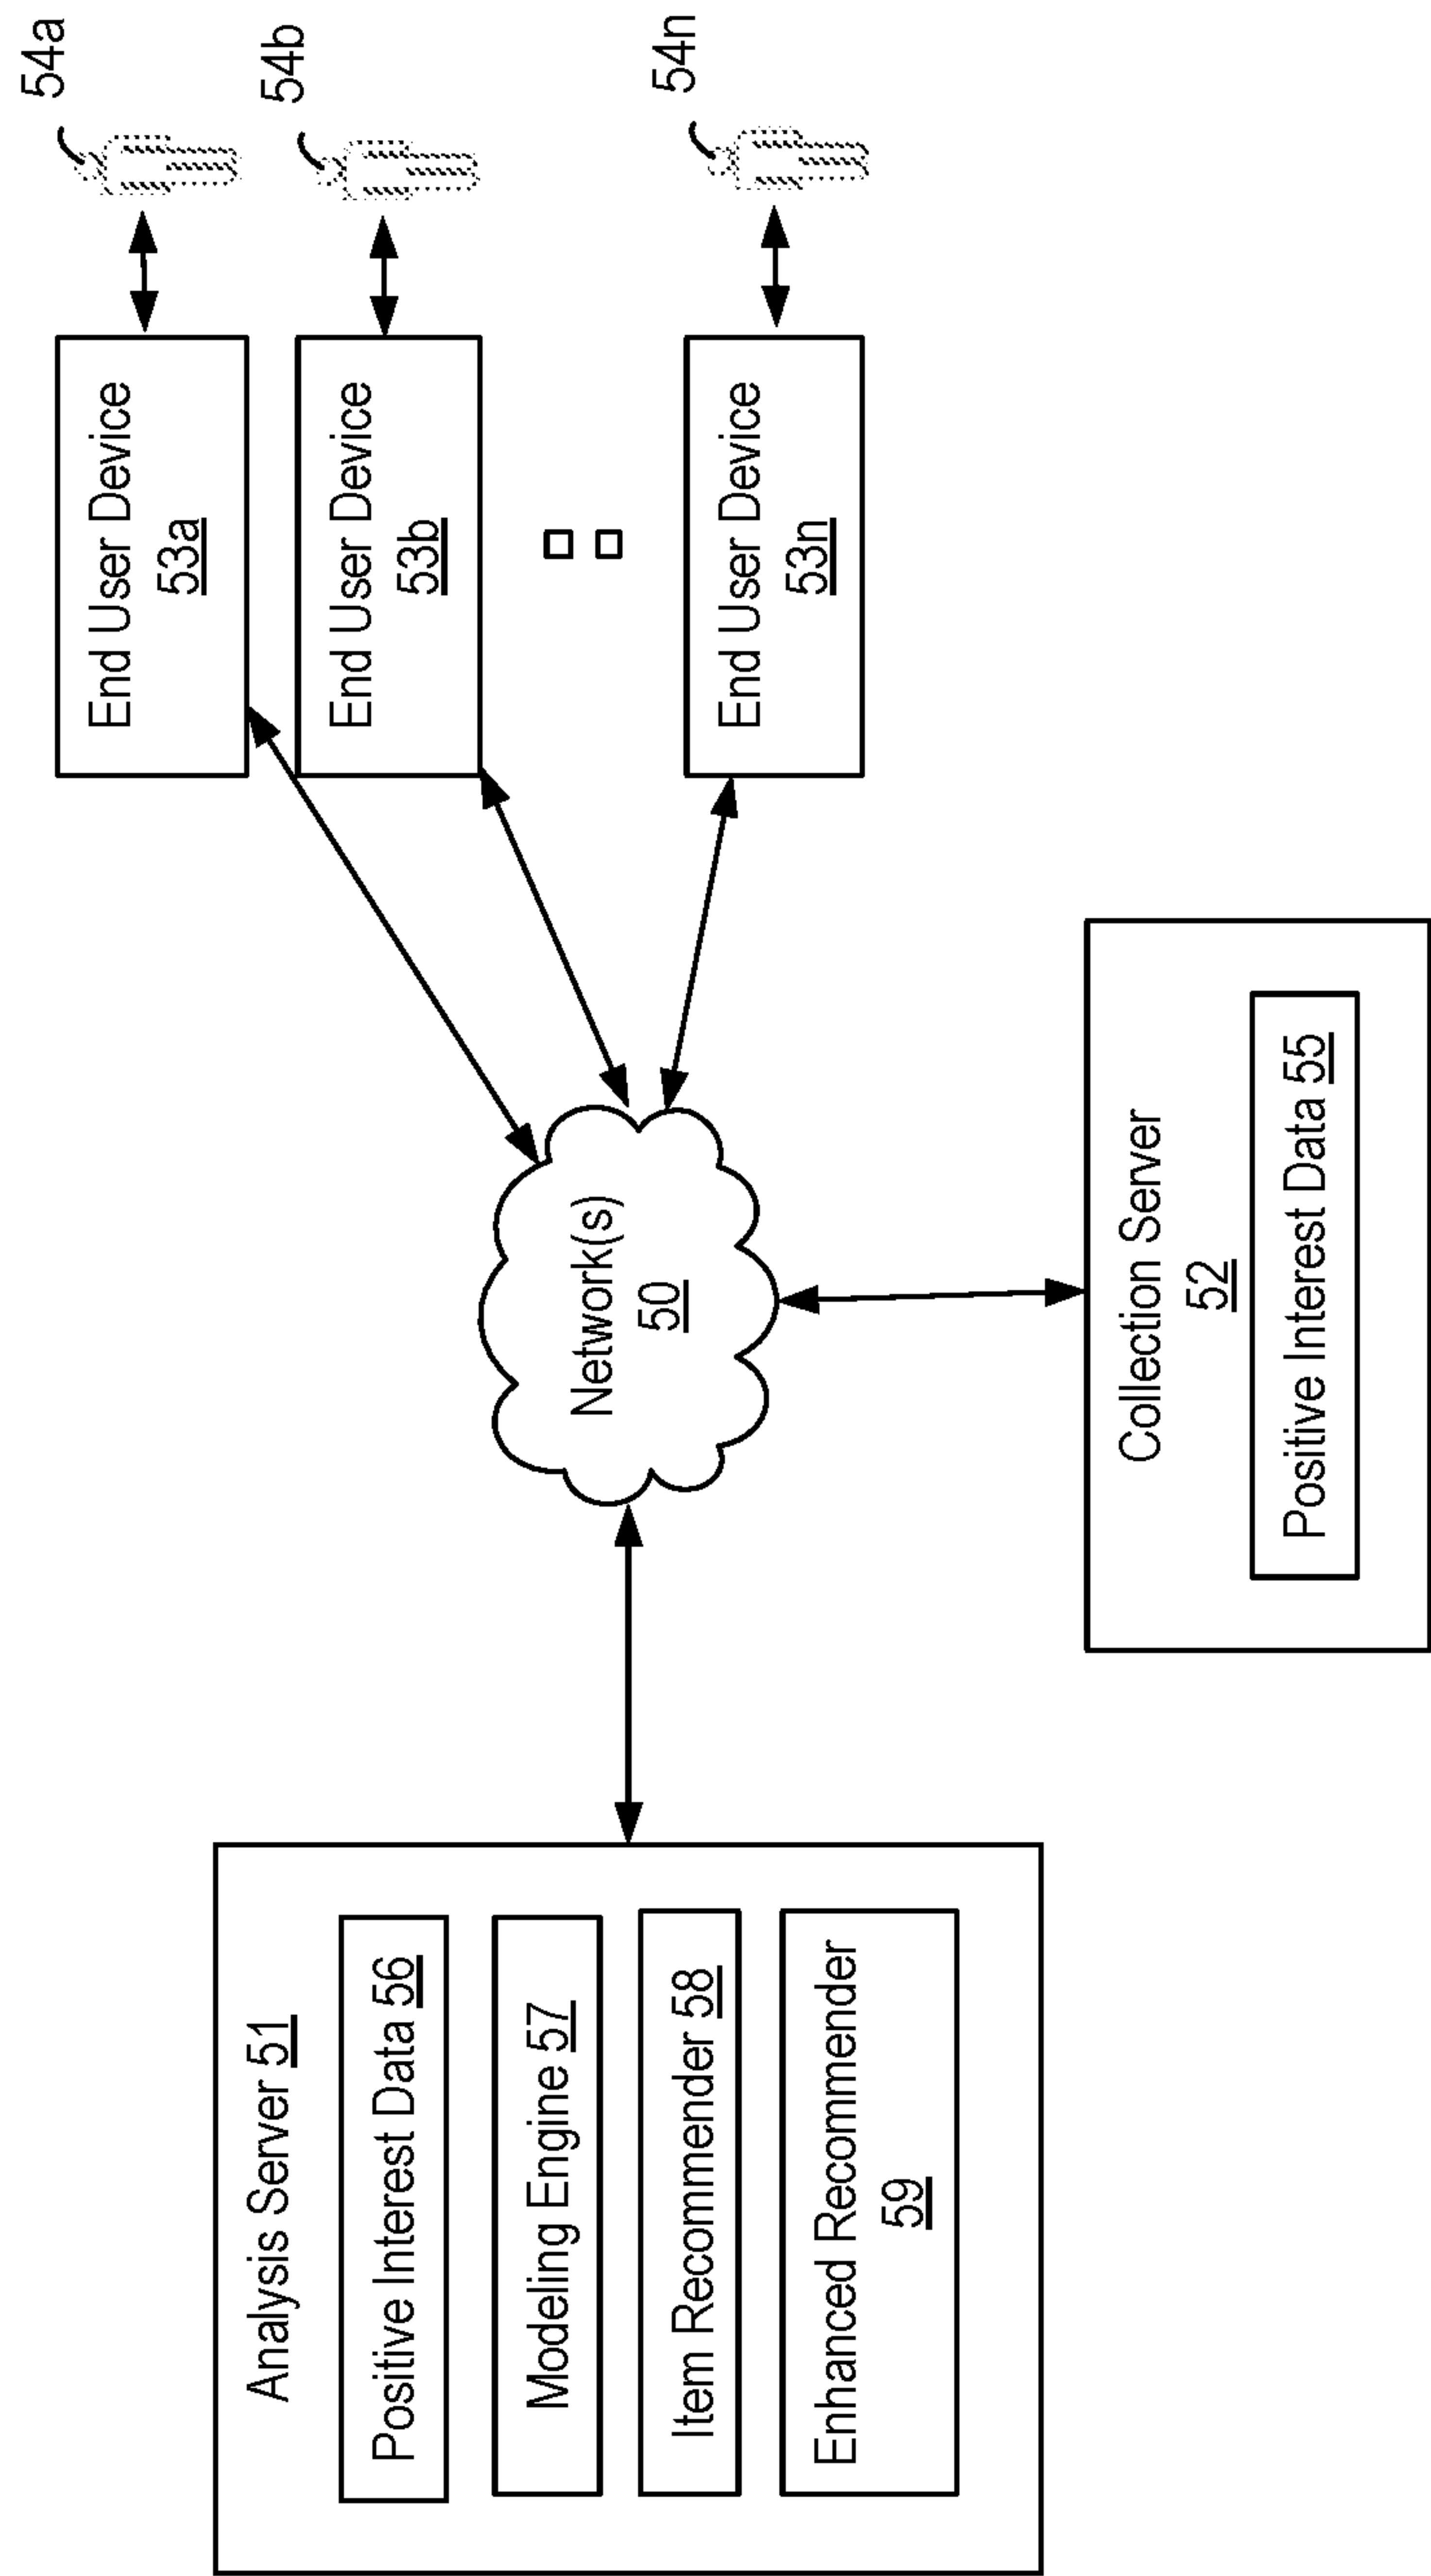 Analysis Server 51
Positive Interest Data 56
Modeling Engine 57
Item Recommender 58
Enhanced Recommender
59
Network(s)
50
Collection Server
52
Positive Interest Data 55
End User Device
53a
End User Device
53b
End User Device
53n
54a
54b
54n